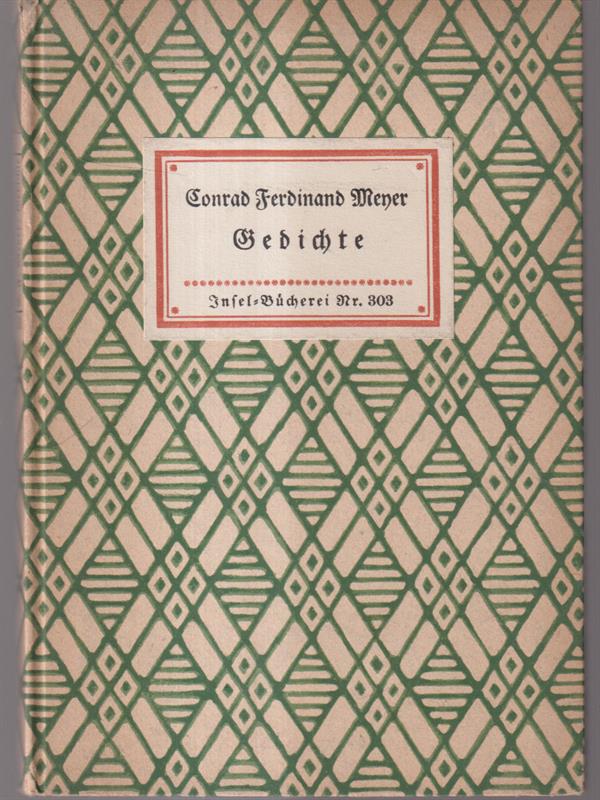 Conrad Ferdinand Meyer
Gedichte
Insel-Bücherei Nr. 303